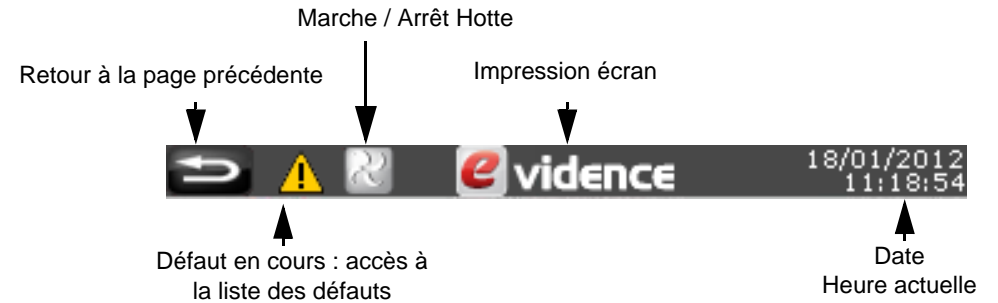 Marche / Arrêt Hotte
Retour à la page précédente
Impression écran
evidence
18/01/2012
11:18:54
Défaut en cours : accès à
la liste des défauts
Date
Heure actuelle